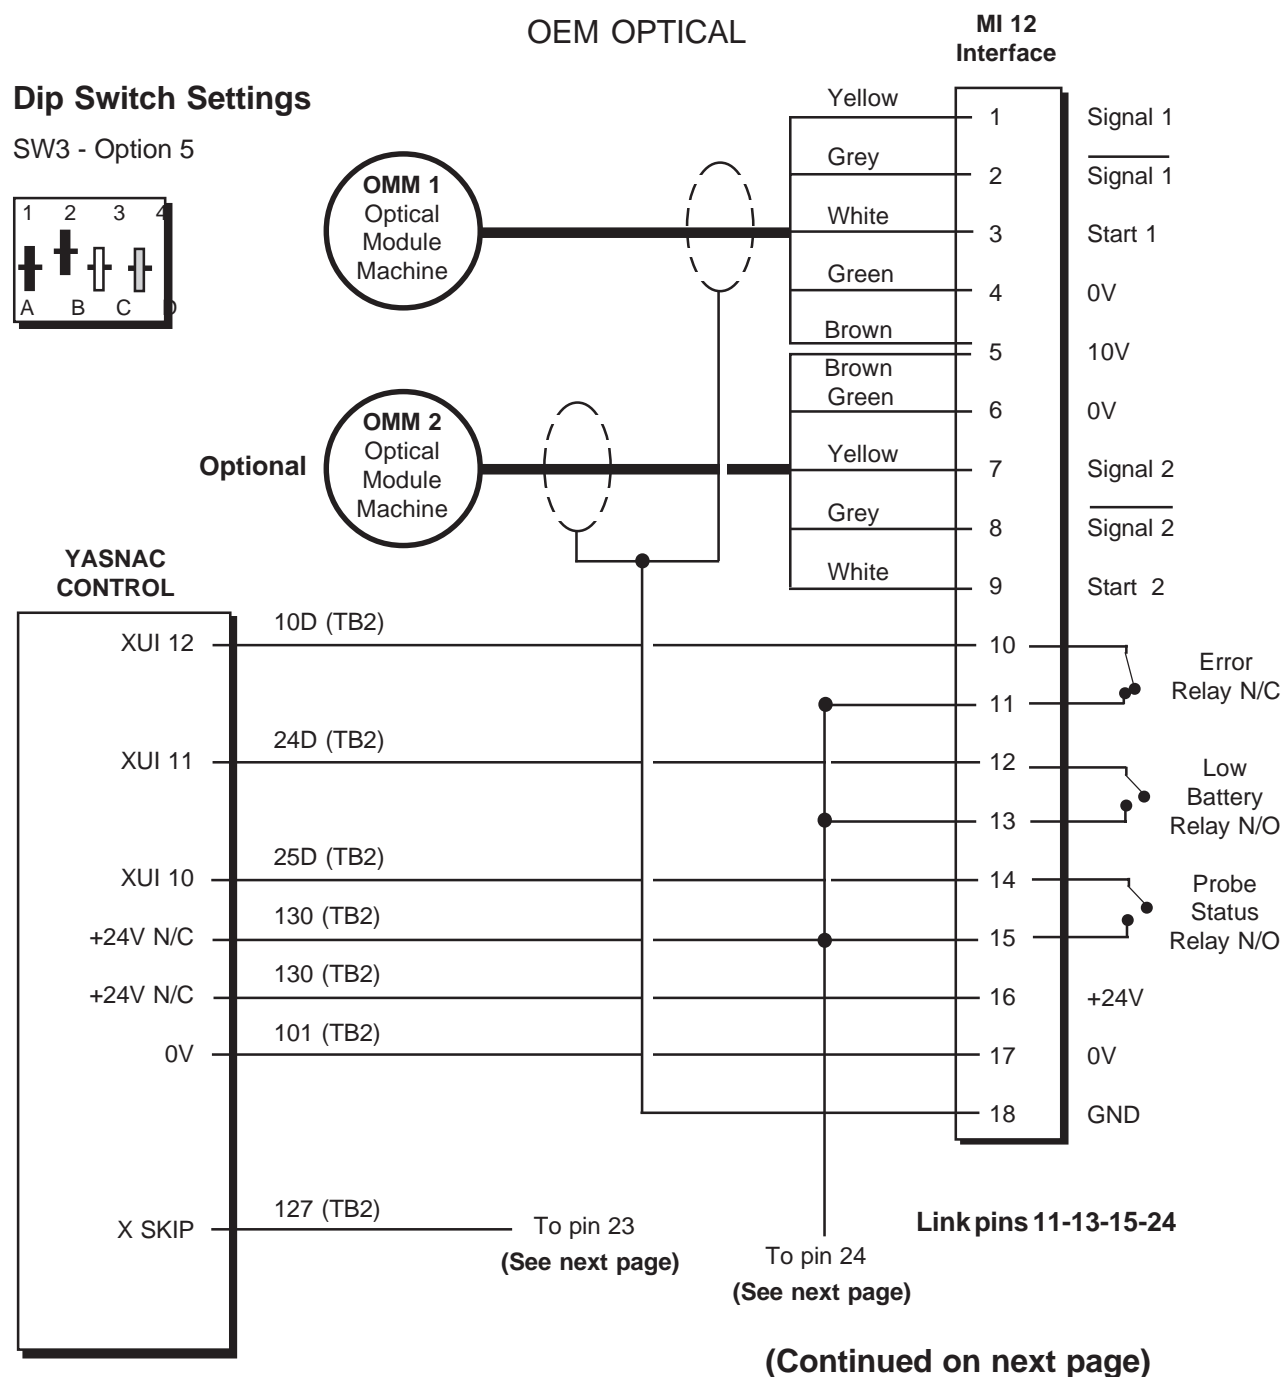 OEM OPTICAL
MI 12
Interface
Dip Switch Settings
SW3 - Option 5
1 2 3 4
A B C D
OMM 1
Optical
Module
Machine
Optional
OMM 2
Optical
Module
Machine
Yellow 1 Signal 1
Grey 2 Signal 1
White 3 Start 1
Green 4 0V
Brown
5 10V
Brown
Green 6 0V
Yellow 7 Signal 2
Grey 8 Signal 2
White 9 Start 2
YASNAC
CONTROL
XUI 12 10D (TB2) 10
Error
Relay N/C
11
XUI 11 24D (TB2) 12
Low
Battery
Relay N/O
13
XUI 10 25D (TB2) 14
Probe
Status
Relay N/O
+24V N/C 130 (TB2) 15
+24V N/C 130 (TB2) 16 +24V
0V 101 (TB2) 17 0V
18 GND
X SKIP 127 (TB2) To pin 23
(See next page)
To pin 24
(See next page)
Link pins 11-13-15-24
(Continued on next page)